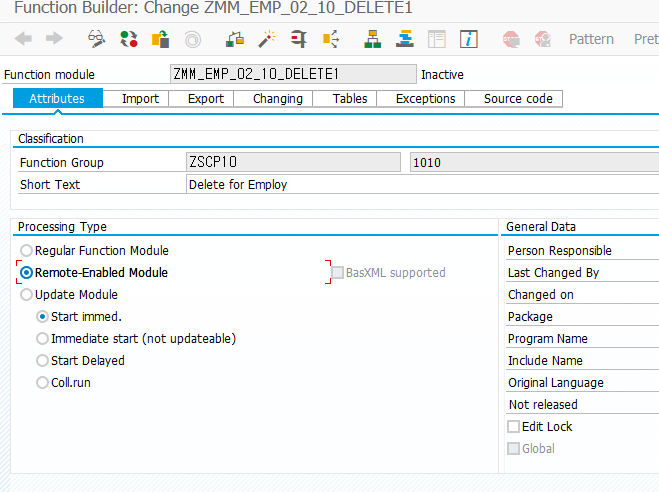 Function Builder: Change ZMM_EMP_02_10_DELETE1
Pattern Pret
Function module ZMM_EMP_02_10_DELETE1 Inactive
Attributes Import Export Changing Tables Exceptions Source code
Classification
Function Group ZSCP10 1010
Short Text Delete for Employ
Processing Type
Regular Function Module
Remote-Enabled Module BasXML supported
Update Module
Start immed.
Immediate start (not updateable)
Start Delayed
Coll.run
General Data
Person Responsible
Last Changed By
Changed on
Package
Program Name
Include Name
Original Language
Not released
Edit Lock
Global